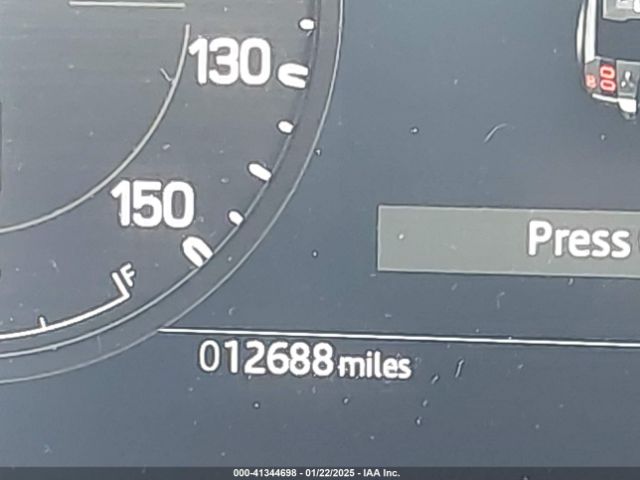 130
150
Press
F
012688 miles
000-41344698 - 01/22/2025 - IAA Inc.